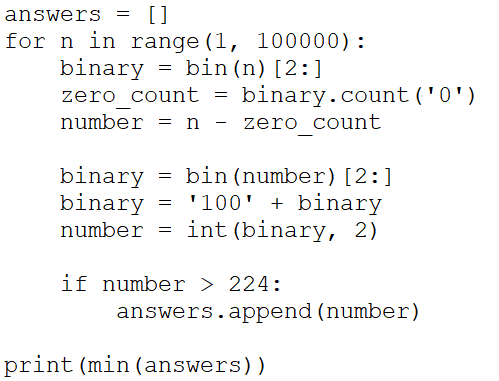 answers = []
for n in range(1, 100000):
    binary = bin(n)[2:]
    zero_count = binary.count('0')
    number = n - zero_count

    binary = bin(number)[2:]
    binary = '100' + binary
    number = int(binary, 2)

    if number > 224:
        answers.append(number)

print(min(answers))